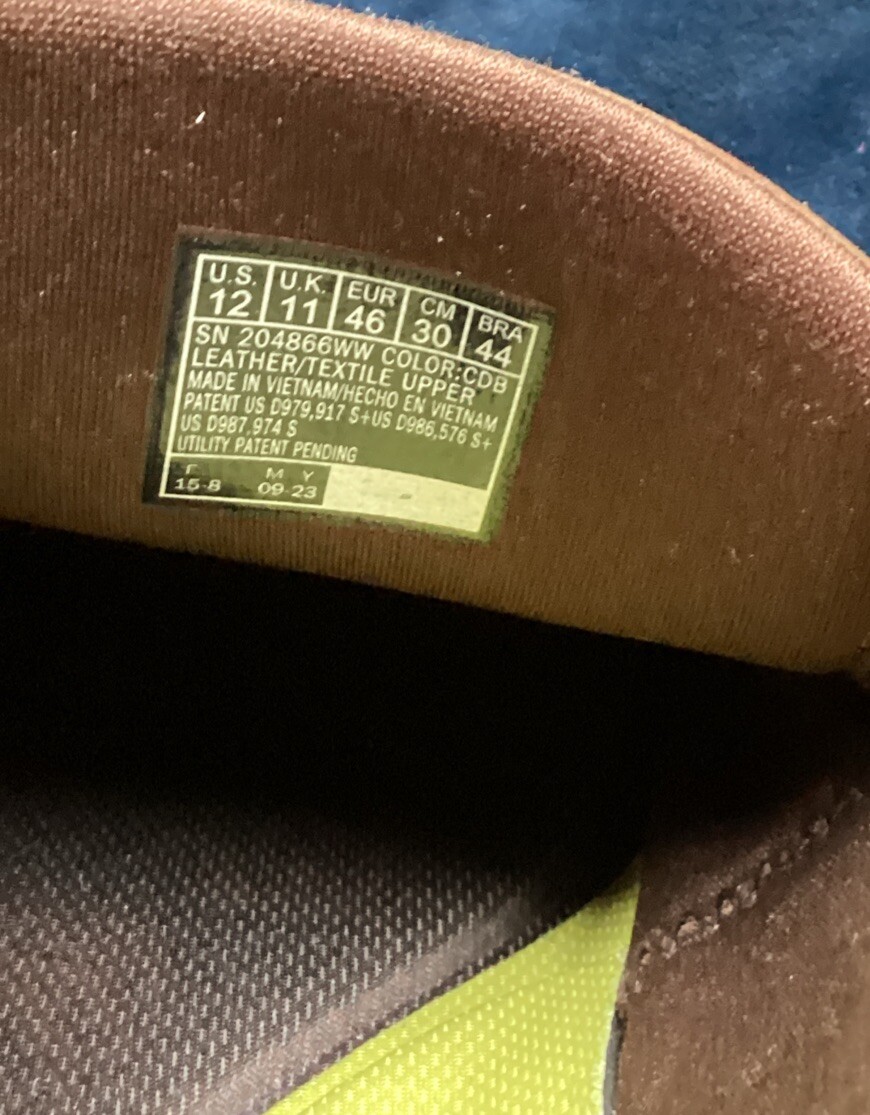 U.S. U.K. EUR CM BRA
12 11 46 30 44
SN 204866WW COLOR:CDB
LEATHER/TEXTILE UPPER
MADE IN VIETNAM/HECHO EN VIETNAM
PATENT US D979,917 S+US D986,576 S+
US D987,974 S
UTILITY PATENT PENDING
F M Y
15-8 09-23